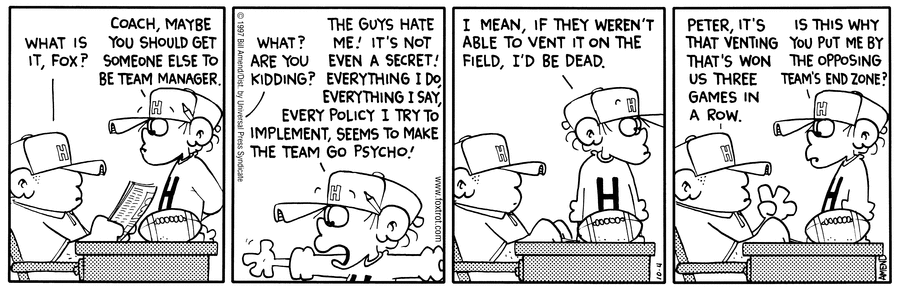 WHAT IS
IT, FOX?
COACH, MAYBE
YOU SHOULD GET
SOMEONE ELSE TO
BE TEAM MANAGER.
H
H
H
© 1997 Bill Amend/Dist. by Universal Press Syndicate
WHAT?
ARE YOU
KIDDING?
THE GUYS HATE
ME! IT'S NOT
EVEN A SECRET!
EVERYTHING I DO,
EVERYTHING I SAY,
EVERY POLICY I TRY TO
IMPLEMENT, SEEMS TO MAKE
THE TEAM GO PSYCHO!
H
H
www.foxtrot.com
I MEAN, IF THEY WEREN'T
ABLE TO VENT IT ON THE
FIELD, I'D BE DEAD.
H
H
H
PETER, IT'S
THAT VENTING
THAT'S WON
US THREE
GAMES IN
A ROW.
IS THIS WHY
YOU PUT ME BY
THE OPPOSING
TEAM'S END ZONE?
H
H
H
AMEND